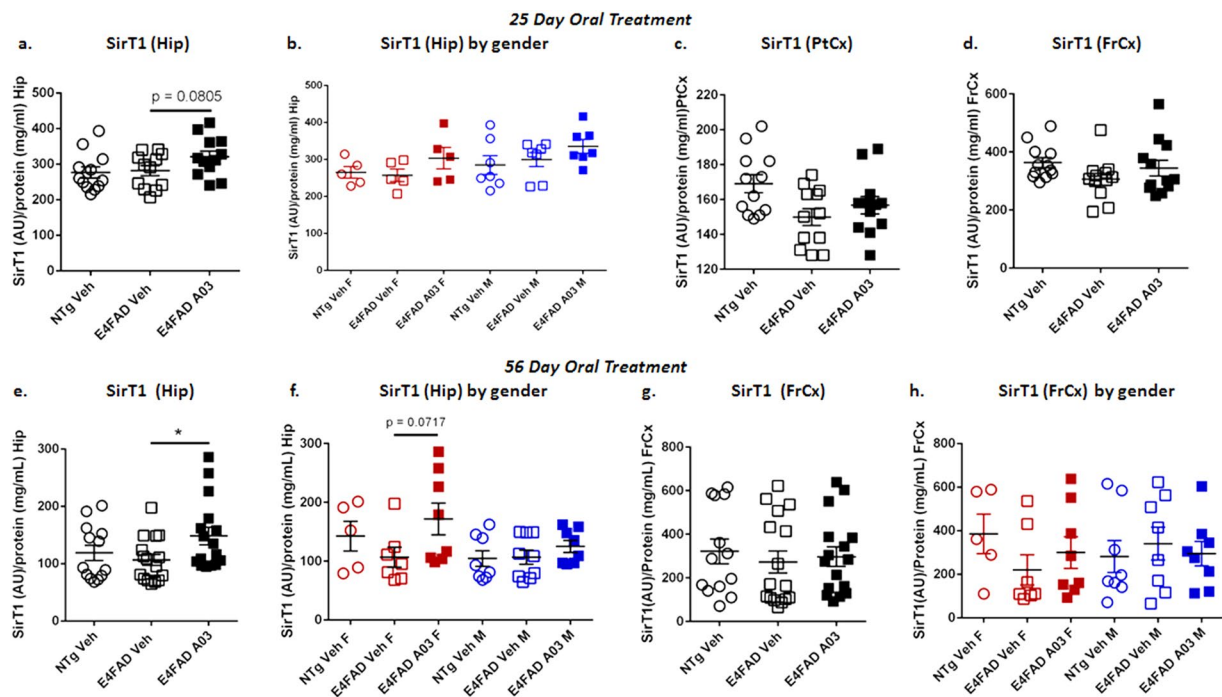 25 Day Oral Treatment
a. SirT1 (Hip)
SirT1 (AU)/protein (mg/ml) Hip
500
400
300
200
100
0
p = 0.0805
NTg Veh
E4FAD Veh
E4FAD A03
b. SirT1 (Hip) by gender
SirT1 (AU)/protein (mg/ml) Hip
500
400
300
200
100
0
NTg Veh F
E4FAD Veh F
E4FAD A03 F
NTg Veh M
E4FAD Veh M
E4FAD A03 M
c. SirT1 (PtCx)
SirT1 (AU)/protein (mg/ml)PtCx
220
200
180
160
140
120
NTg Veh
E4FAD Veh
E4FAD A03
d. SirT1 (FrCx)
SirT1 (AU)/protein (mg/ml) FrCx
600
400
200
0
NTg Veh
E4FAD Veh
E4FAD A03
56 Day Oral Treatment
e. SirT1 (Hip)
SirT1 (AU)/protein (mg/mL) Hip
300
200
100
0
*
NTg Veh
E4FAD Veh
E4FAD A03
f. SirT1 (Hip) by gender
SirT1 (AU)/protein (mg/mL) Hip
300
200
100
0
p = 0.0717
NTg Veh F
E4FAD Veh F
E4FAD A03 F
NTg Veh M
E4FAD Veh M
E4FAD A03 M
g. SirT1 (FrCx)
SirT1(AU)/Protein (mg/mL) FrCx
800
600
400
200
0
NTg Veh
E4FAD Veh
E4FAD A03
h. SirT1 (FrCx) by gender
SirT1(AU)/Protein (mg/mL) FrCx
800
600
400
200
0
NTg Veh F
E4FAD Veh F
E4FAD A03 F
NTg Veh M
E4FAD Veh M
E4FAD A03 M